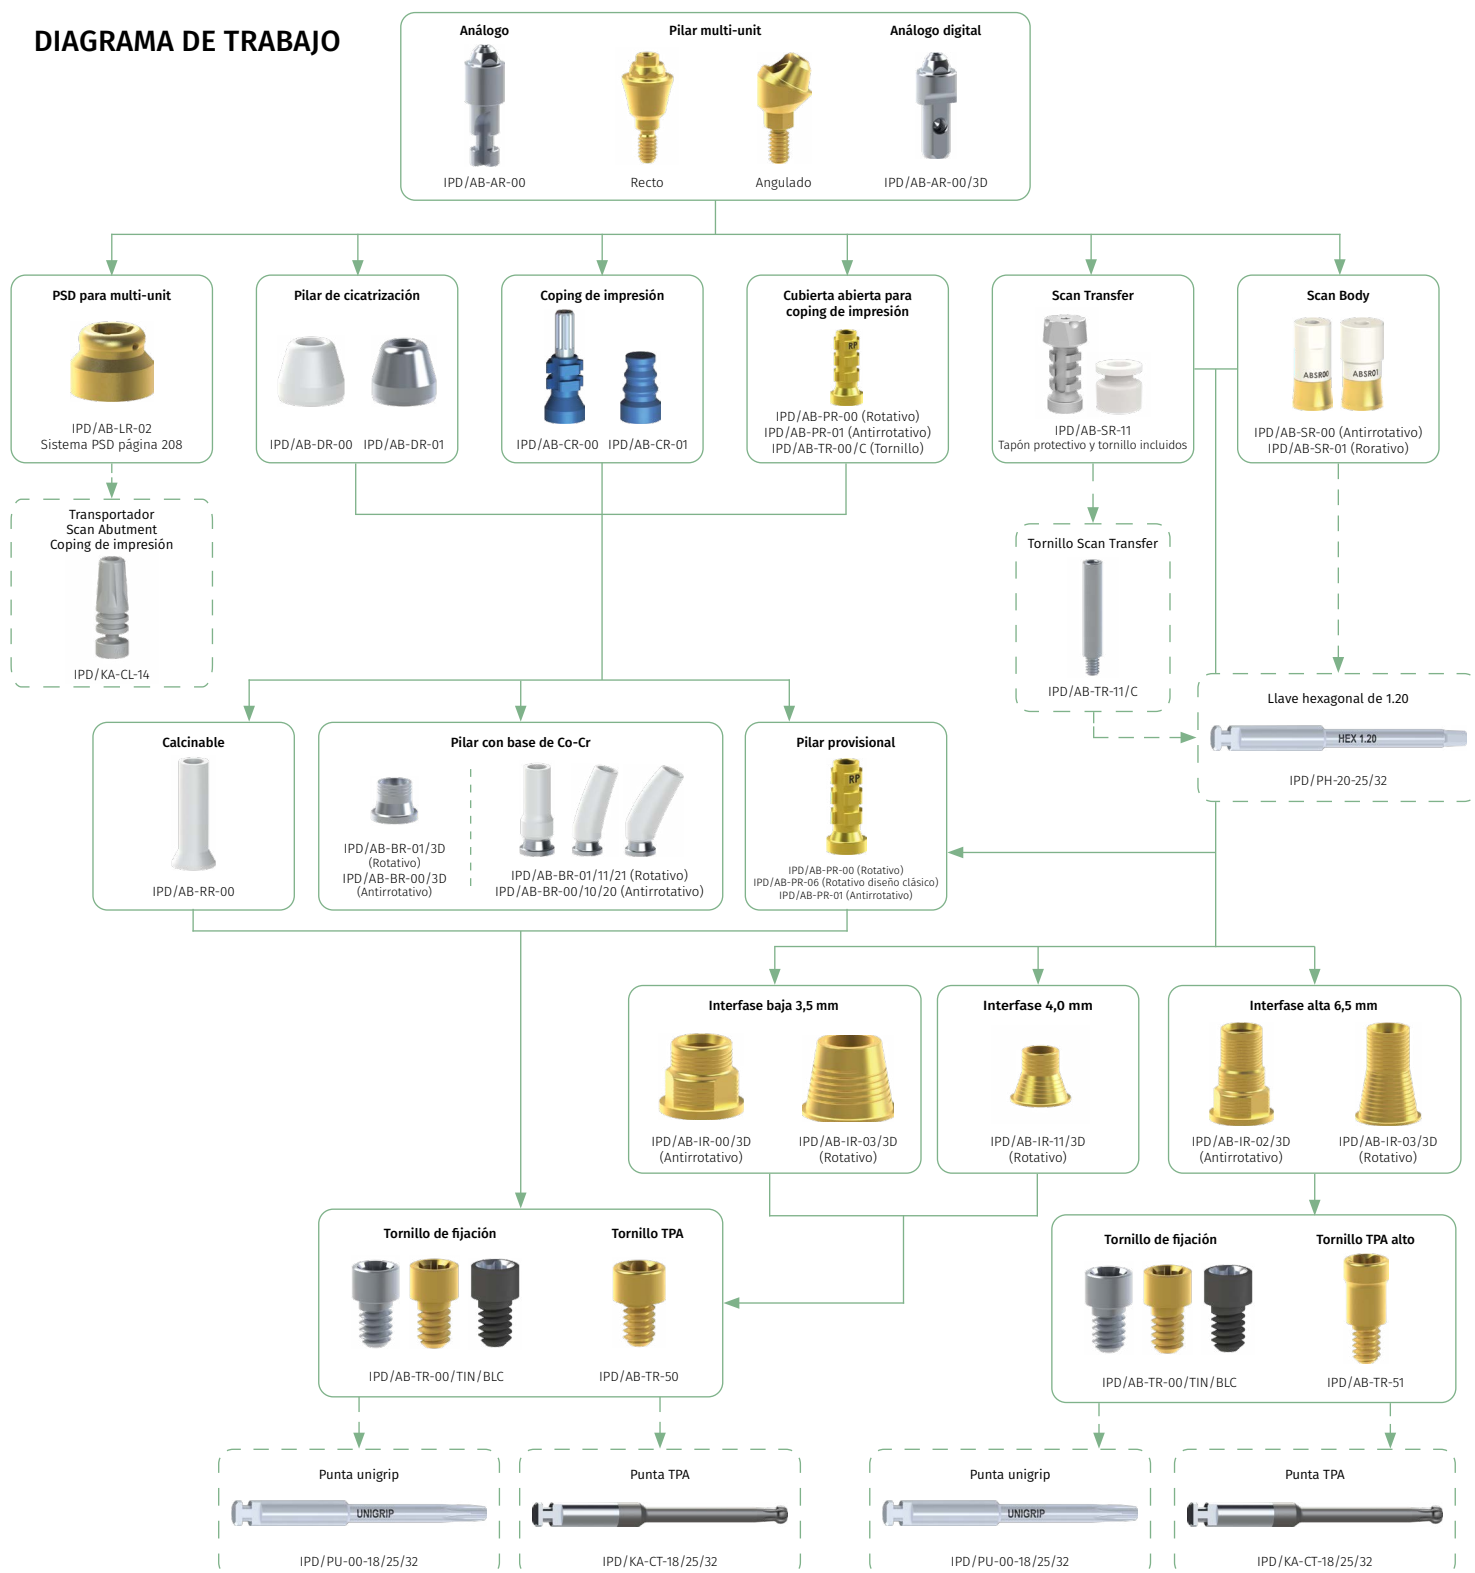 DIAGRAMA DE TRABAJO
Análogo
Pilar multi-unit
Análogo digital
IPD/AB-AR-00
Recto
Angulado
IPD/AB-AR-00/3D
PSD para multi-unit
IPD/AB-LR-02
Sistema PSD página 208
Pilar de cicatrización
IPD/AB-DR-00
IPD/AB-DR-01
Coping de impresión
IPD/AB-CR-00
IPD/AB-CR-01
Cubierta abierta para
coping de impresión
RP
IPD/AB-PR-00 (Rotativo)
IPD/AB-PR-01 (Antirrotativo)
IPD/AB-TR-00/C (Tornillo)
Scan Transfer
IPD/AB-SR-11
Tapón protectivo y tornillo incluidos
Scan Body
ABSR00
ABSR01
IPD/AB-SR-00 (Antirrotativo)
IPD/AB-SR-01 (Rorativo)
Transportador
Scan Abutment
Coping de impresión
IPD/KA-CL-14
Tornillo Scan Transfer
IPD/AB-TR-11/C
Llave hexagonal de 1.20
HEX 1.20
IPD/PH-20-25/32
Calcinable
IPD/AB-RR-00
Pilar con base de Co-Cr
IPD/AB-BR-01/3D
(Rotativo)
IPD/AB-BR-00/3D
(Antirrotativo)
IPD/AB-BR-01/11/21 (Rotativo)
IPD/AB-BR-00/10/20 (Antirrotativo)
Pilar provisional
RP
IPD/AB-PR-00 (Rotativo)
IPD/AB-PR-06 (Rotativo diseño clásico)
IPD/AB-PR-01 (Antirrotativo)
Interfase baja 3,5 mm
IPD/AB-IR-00/3D
(Antirrotativo)
IPD/AB-IR-03/3D
(Rotativo)
Interfase 4,0 mm
IPD/AB-IR-11/3D
(Rotativo)
Interfase alta 6,5 mm
IPD/AB-IR-02/3D
(Antirrotativo)
IPD/AB-IR-03/3D
(Rotativo)
Tornillo de fijación
Tornillo TPA
IPD/AB-TR-00/TIN/BLC
IPD/AB-TR-50
Tornillo de fijación
Tornillo TPA alto
IPD/AB-TR-00/TIN/BLC
IPD/AB-TR-51
Punta unigrip
UNIGRIP
IPD/PU-00-18/25/32
Punta TPA
IPD/KA-CT-18/25/32
Punta unigrip
UNIGRIP
IPD/PU-00-18/25/32
Punta TPA
IPD/KA-CT-18/25/32